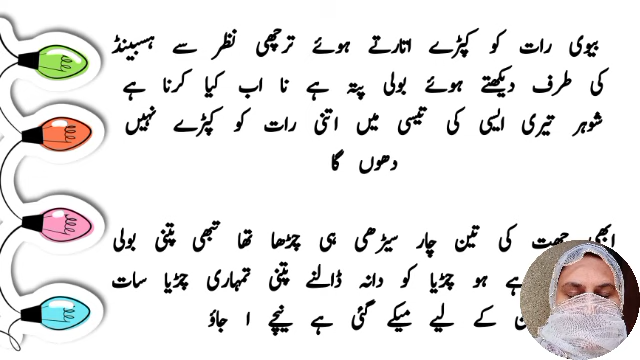 بیوی رات کو کپڑے اتارتے ہوئے ترچھی نظر سے ہسبینڈ
کی طرف دیکھتے ہوئے بولی پتہ ہے نا اب کیا کرنا ہے
شوہر تیری ایسی کی تیسی میں اتنی رات کو کپڑے نہیں
دھوں گا
ابھی چھت کی تین چار سیڑھی ہی چڑھا تھا تبھی پتنی بولی
ہے ہو چڑیا کو دانہ ڈالنے پتنی تمہاری چڑیا سات
کے لیے میکے گئی ہے نیچے ا جاؤ